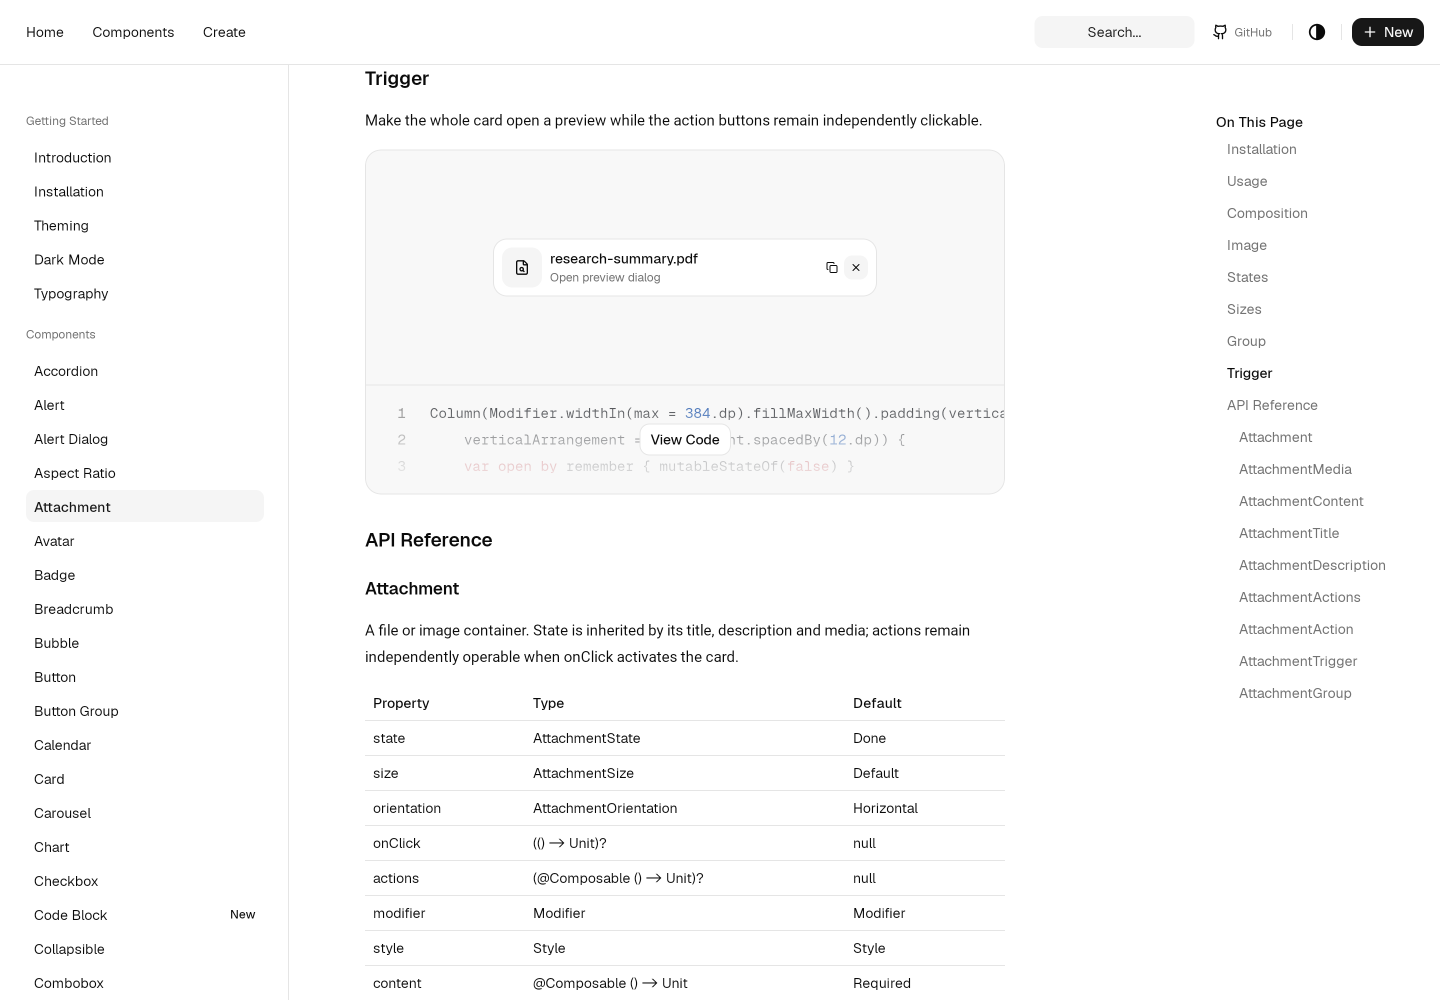 Home
Components
Create
Search...
GitHub
New
Getting Started
Introduction
Installation
Theming
Dark Mode
Typography
Components
Accordion
Alert
Alert Dialog
Aspect Ratio
Attachment
Avatar
Badge
Breadcrumb
Bubble
Button
Button Group
Calendar
Card
Carousel
Chart
Checkbox
Code Block New
Collapsible
Combobox
Trigger
Make the whole card open a preview while the action buttons remain independently clickable.
research-summary.pdf
Open preview dialog
1 Column(Modifier.widthIn(max = 384.dp).fillMaxWidth().padding(vertica
2 verticalArrangement = nt.spacedBy(12.dp)) {
View Code
3 var open by remember { mutableStateOf(false) }
API Reference
Attachment
A file or image container. State is inherited by its title, description and media; actions remain
independently operable when onClick activates the card.
Property Type Default
state AttachmentState Done
size AttachmentSize Default
orientation AttachmentOrientation Horizontal
onClick (() -> Unit)? null
actions (@Composable () -> Unit)? null
modifier Modifier Modifier
style Style Style
content @Composable () -> Unit Required
On This Page
Installation
Usage
Composition
Image
States
Sizes
Group
Trigger
API Reference
Attachment
AttachmentMedia
AttachmentContent
AttachmentTitle
AttachmentDescription
AttachmentActions
AttachmentAction
AttachmentTrigger
AttachmentGroup